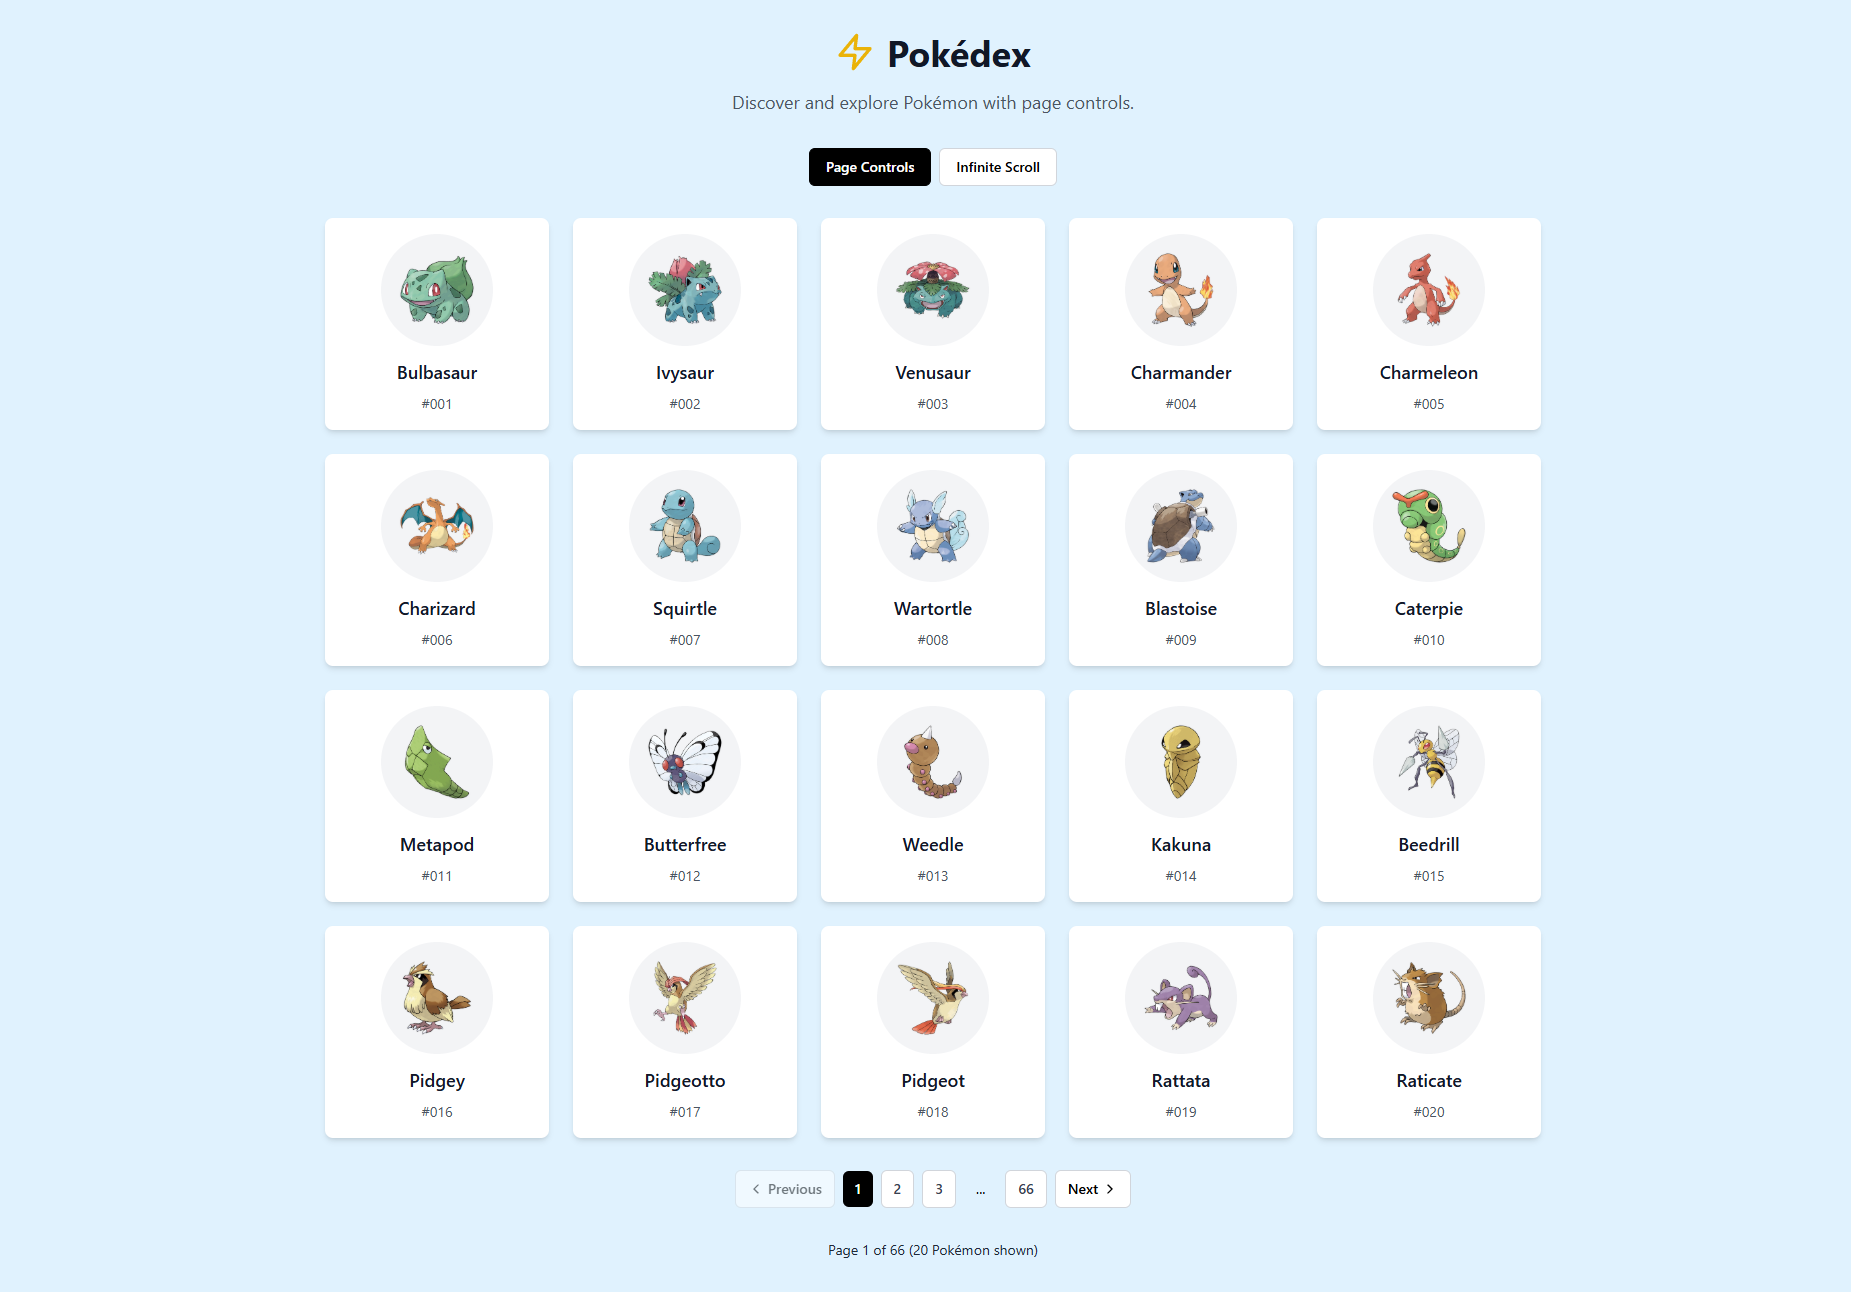 Pokédex
Discover and explore Pokémon with page controls.
Page Controls Infinite Scroll
Bulbasaur Ivysaur Venusaur Charmander Charmeleon
#001 #002 #003 #004 #005
Charizard Squirtle Wartortle Blastoise Caterpie
#006 #007 #008 #009 #010
Metapod Butterfree Weedle Kakuna Beedrill
#011 #012 #013 #014 #015
Pidgey Pidgeotto Pidgeot Rattata Raticate
#016 #017 #018 #019 #020
Previous 1 2 3 ... 66 Next
Page 1 of 66 (20 Pokémon shown)